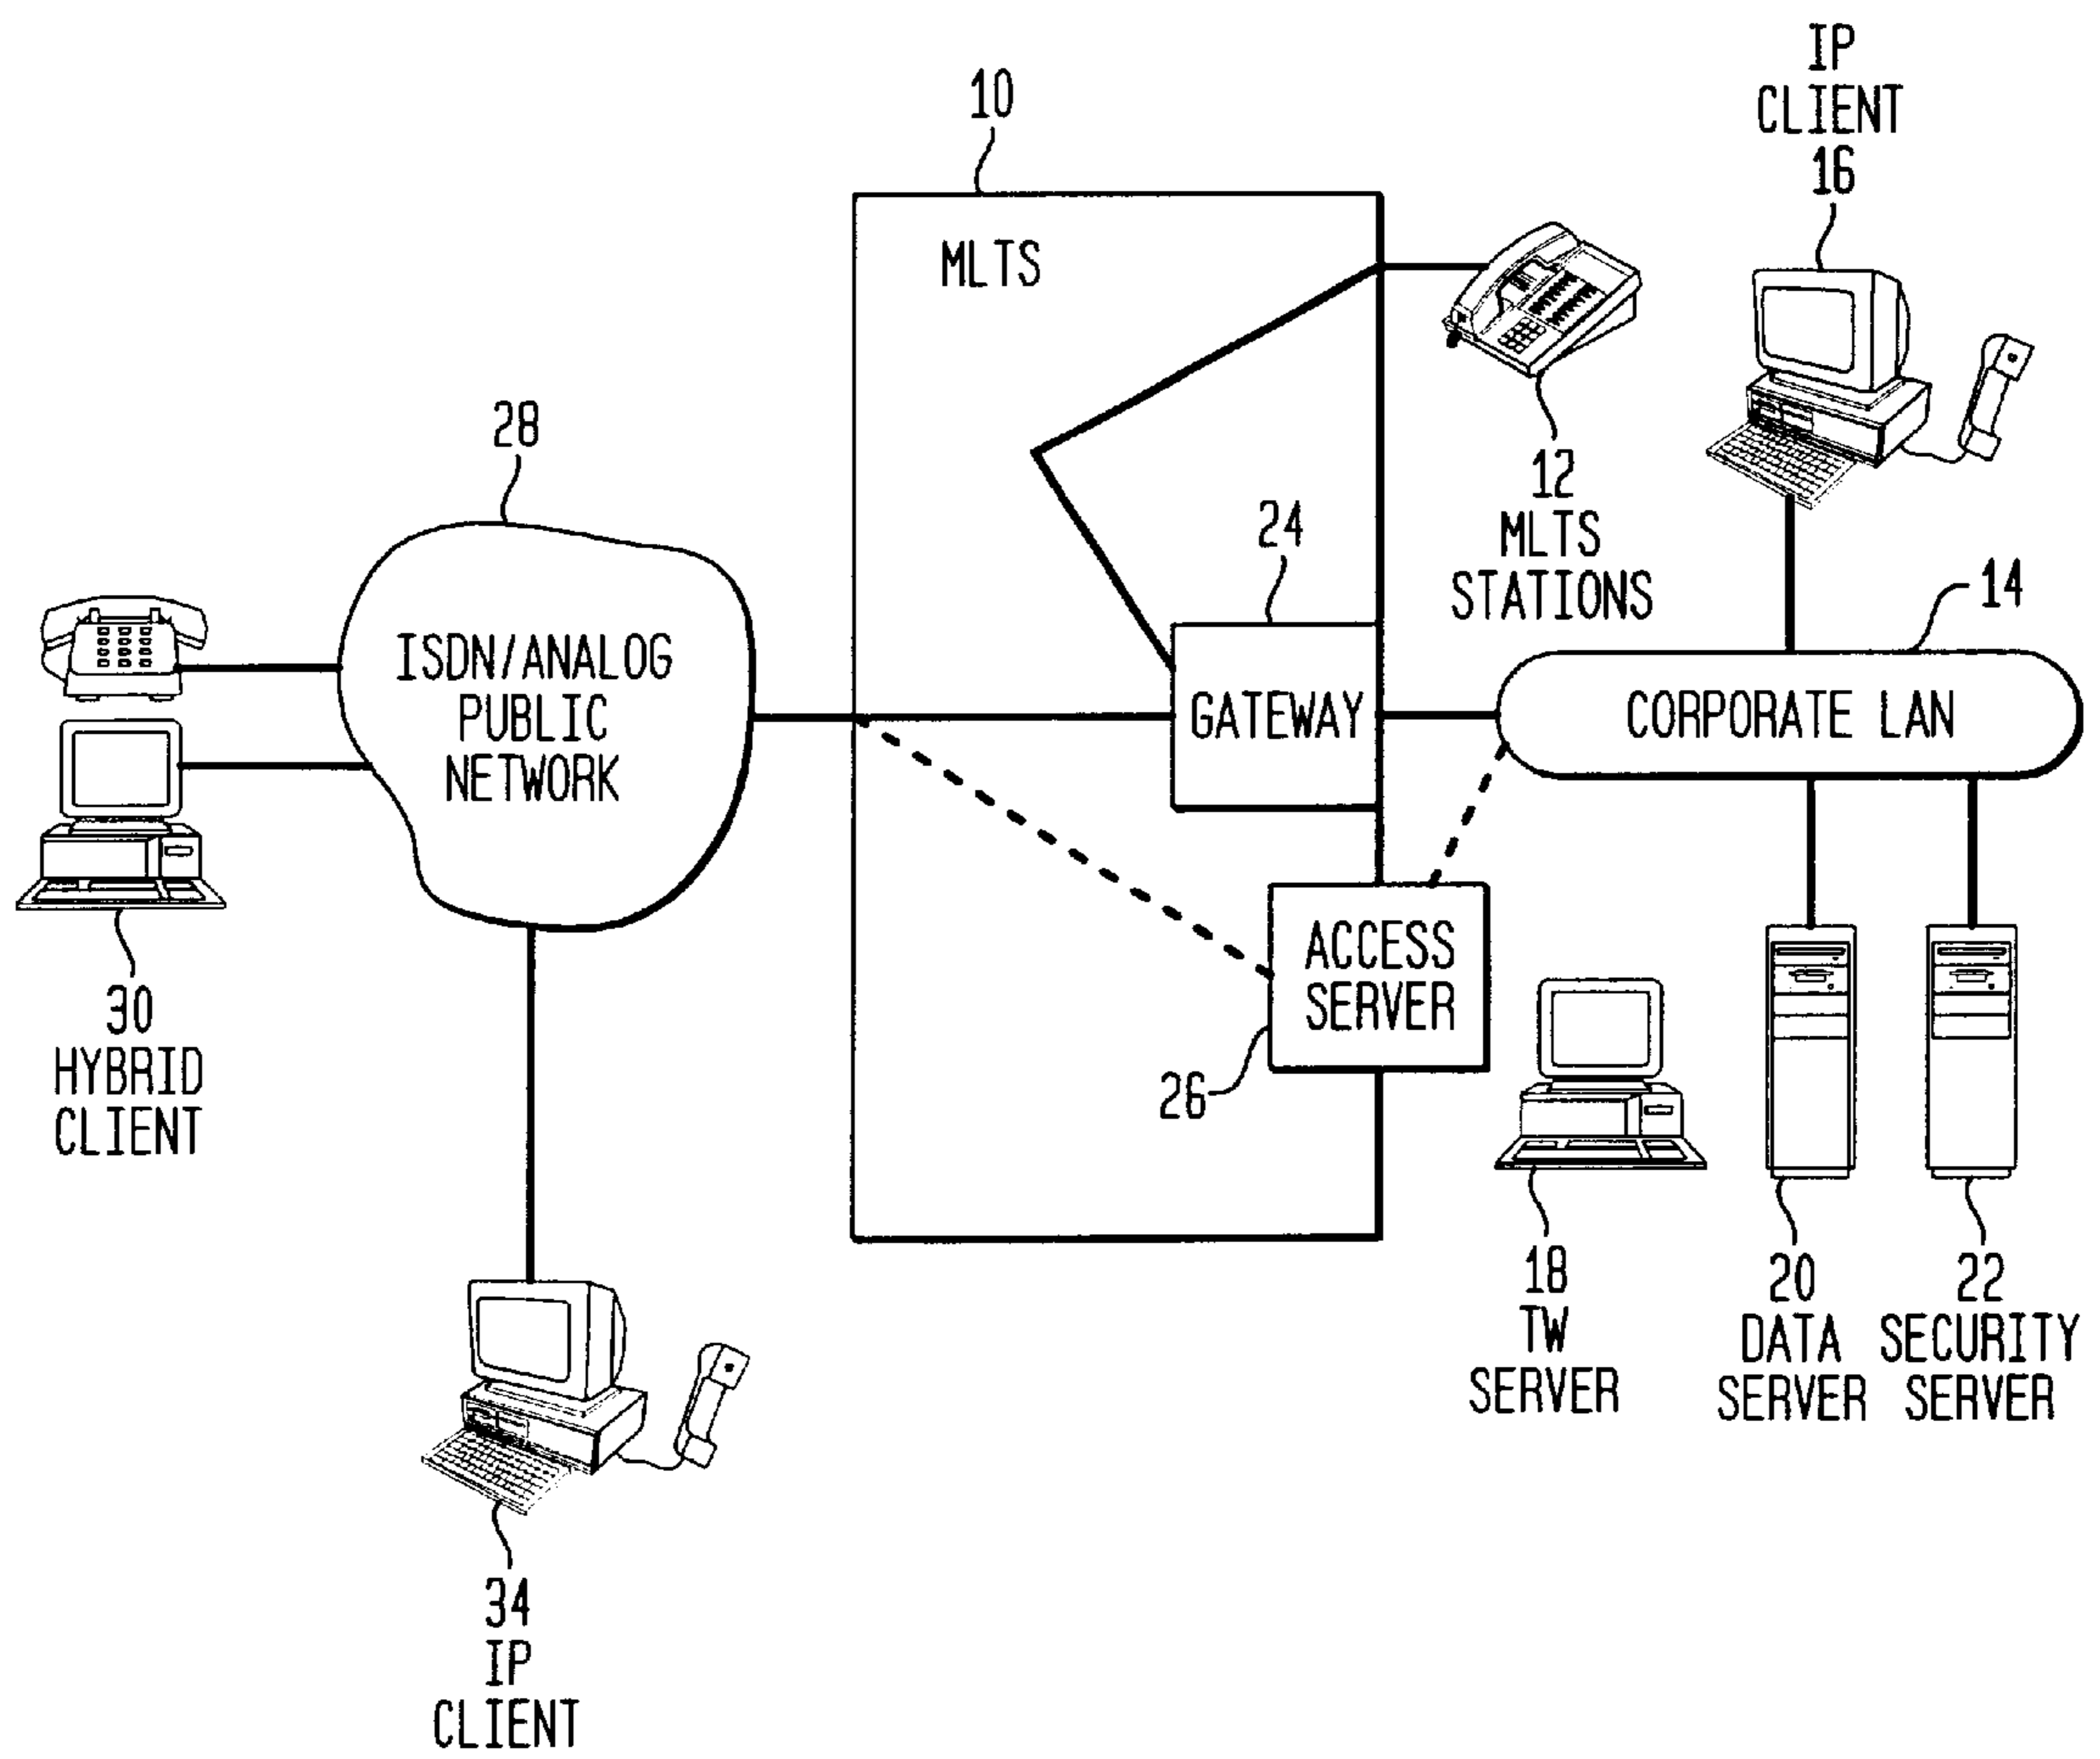 IP
CLIENT
16
10
MLTS
28
12
MLTS
STATIONS
24
14
ISDN/ANALOG
PUBLIC
NETWORK
GATEWAY
CORPORATE LAN
ACCESS
SERVER
26
30
HYBRID
CLIENT
18
TW
SERVER
20
DATA
SERVER
22
SECURITY
SERVER
34
IP
CLIENT